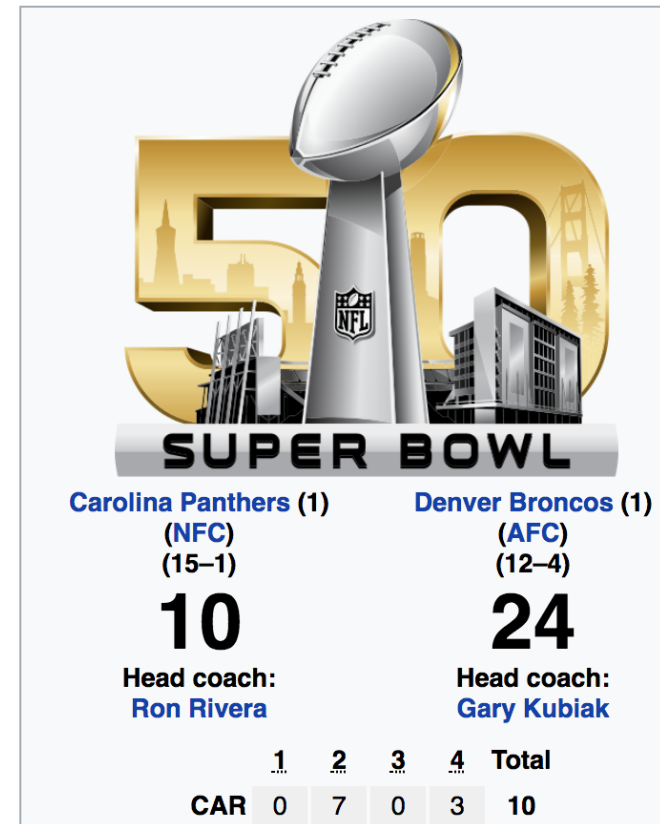 50
NFL
SUPER BOWL
Carolina Panthers (1)
(NFC)
(15–1)
10
Head coach:
Ron Rivera
Denver Broncos (1)
(AFC)
(12–4)
24
Head coach:
Gary Kubiak
1 2 3 4 Total
CAR 0 7 0 3 10